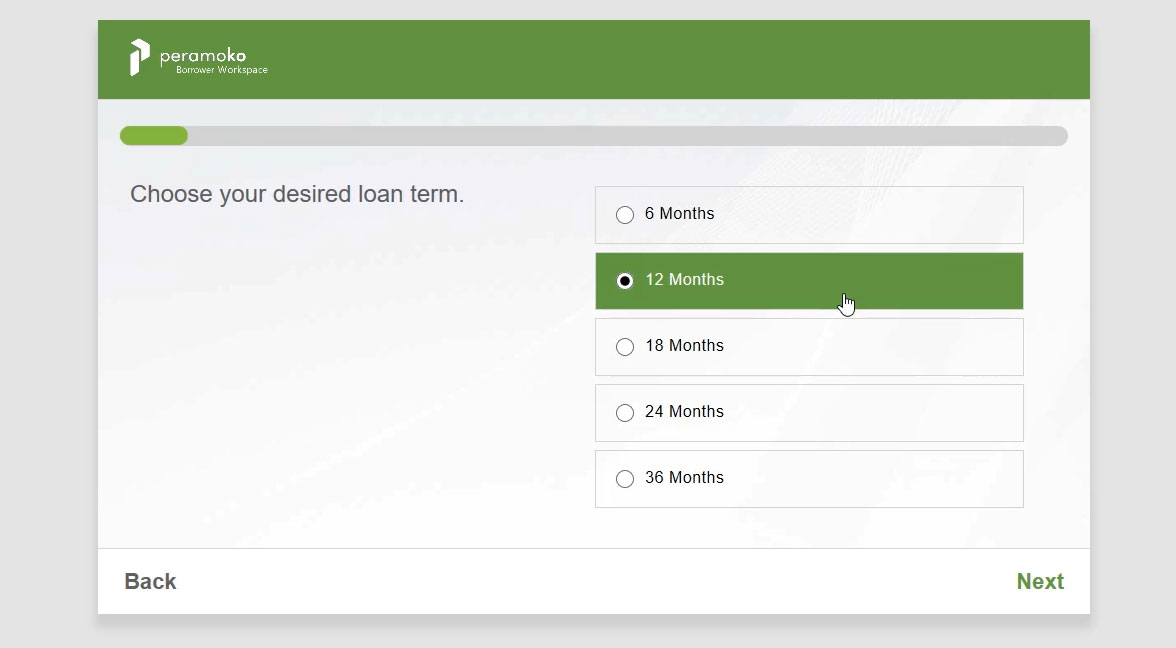 peramoko
Borrower Workspace
Choose your desired loan term.
6 Months
12 Months
18 Months
24 Months
36 Months
Back
Next